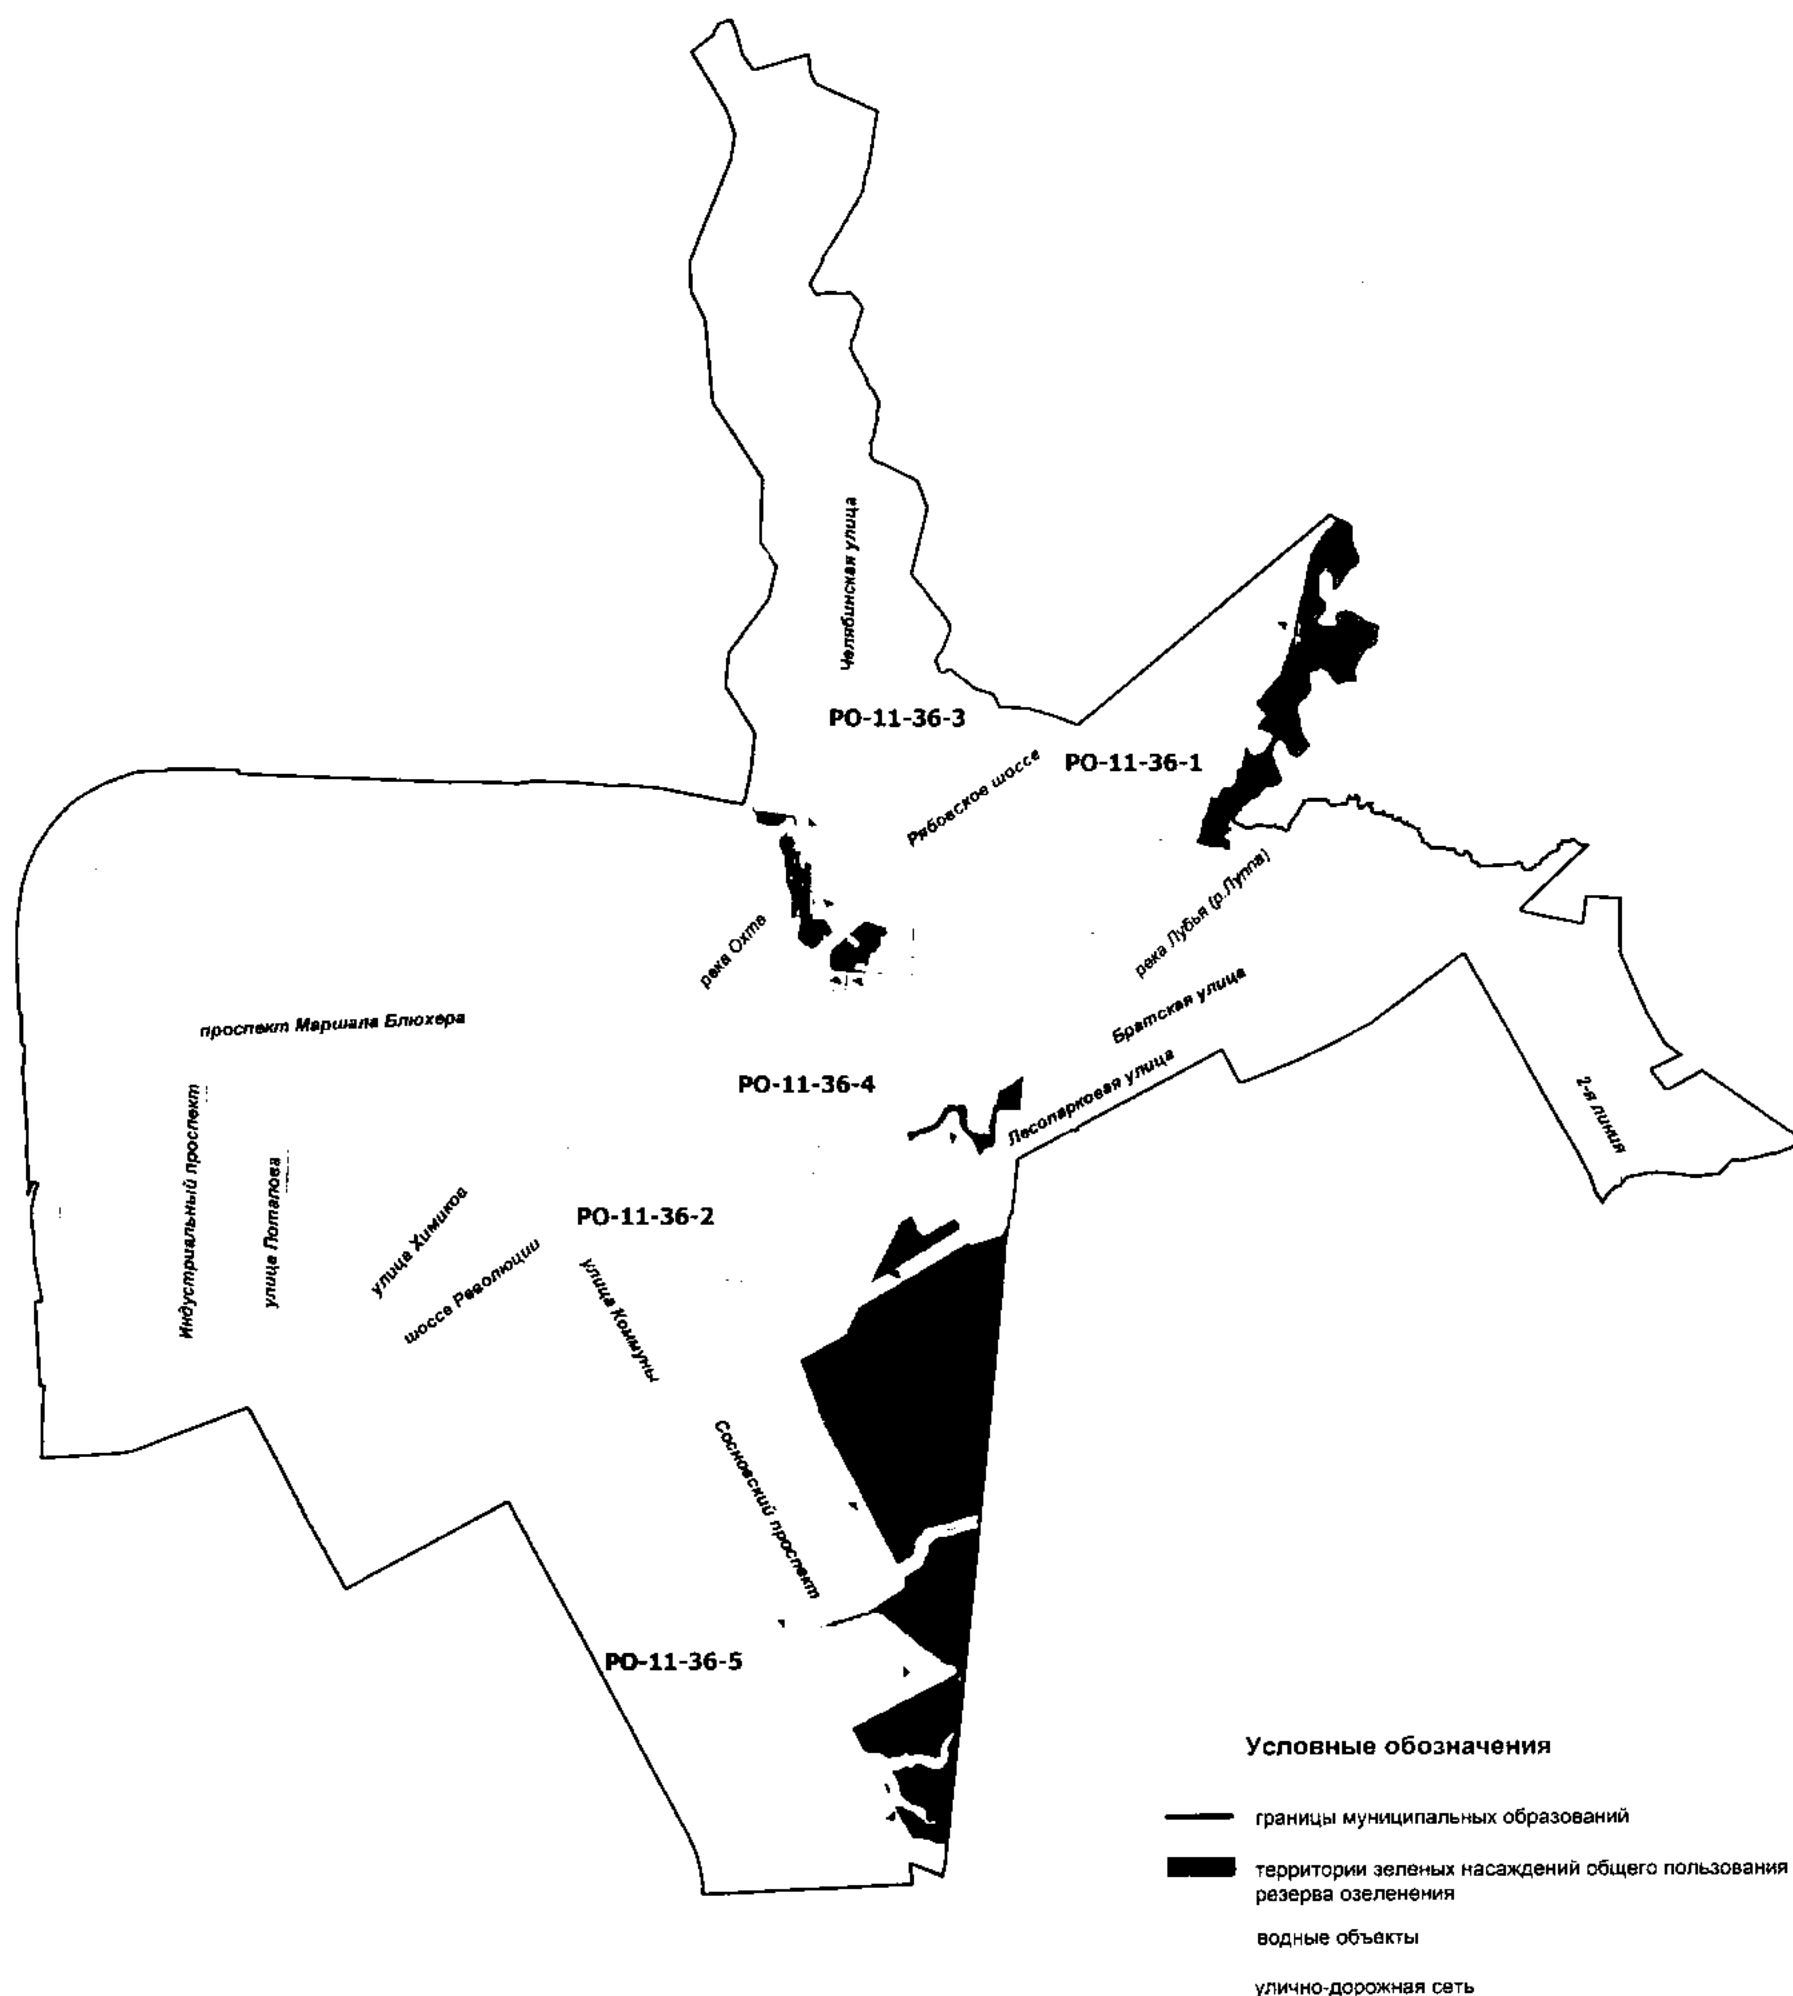 Челябинская улица
РО-11-36-3
Рябовское шоссе
РО-11-36-1
река Охта
река Лубья (р.Луппа)
проспект Маршала Блюхера
Братская улица
РО-11-36-4
Лесопарковая улица
2-я линия
Индустриальный проспект
улица Потапова
улица Химиков
РО-11-36-2
шоссе Революции
улица Коммуны
Сосновский проспект
РО-11-36-5
Условные обозначения
границы муниципальных образований
территории зеленых насаждений общего пользования
резерва озеленения
водные объекты
улично-дорожная сеть